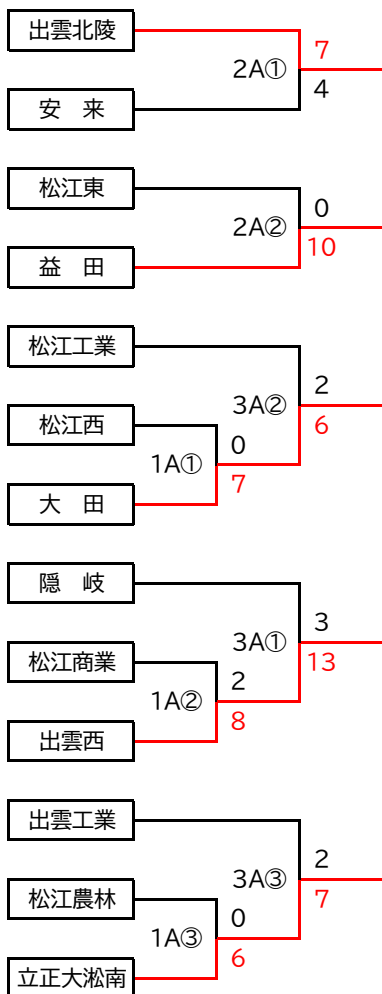 出雲北陵
7
2A①
4
安　来
松江東
0
2A②
10
益　田
松江工業
2
3A②
松江西
6
0
1A①
7
大　田
隠　岐
3
3A①
松江商業
13
2
1A②
8
出雲西
出雲工業
2
3A③
松江農林
7
0
1A③
6
立正大淞南